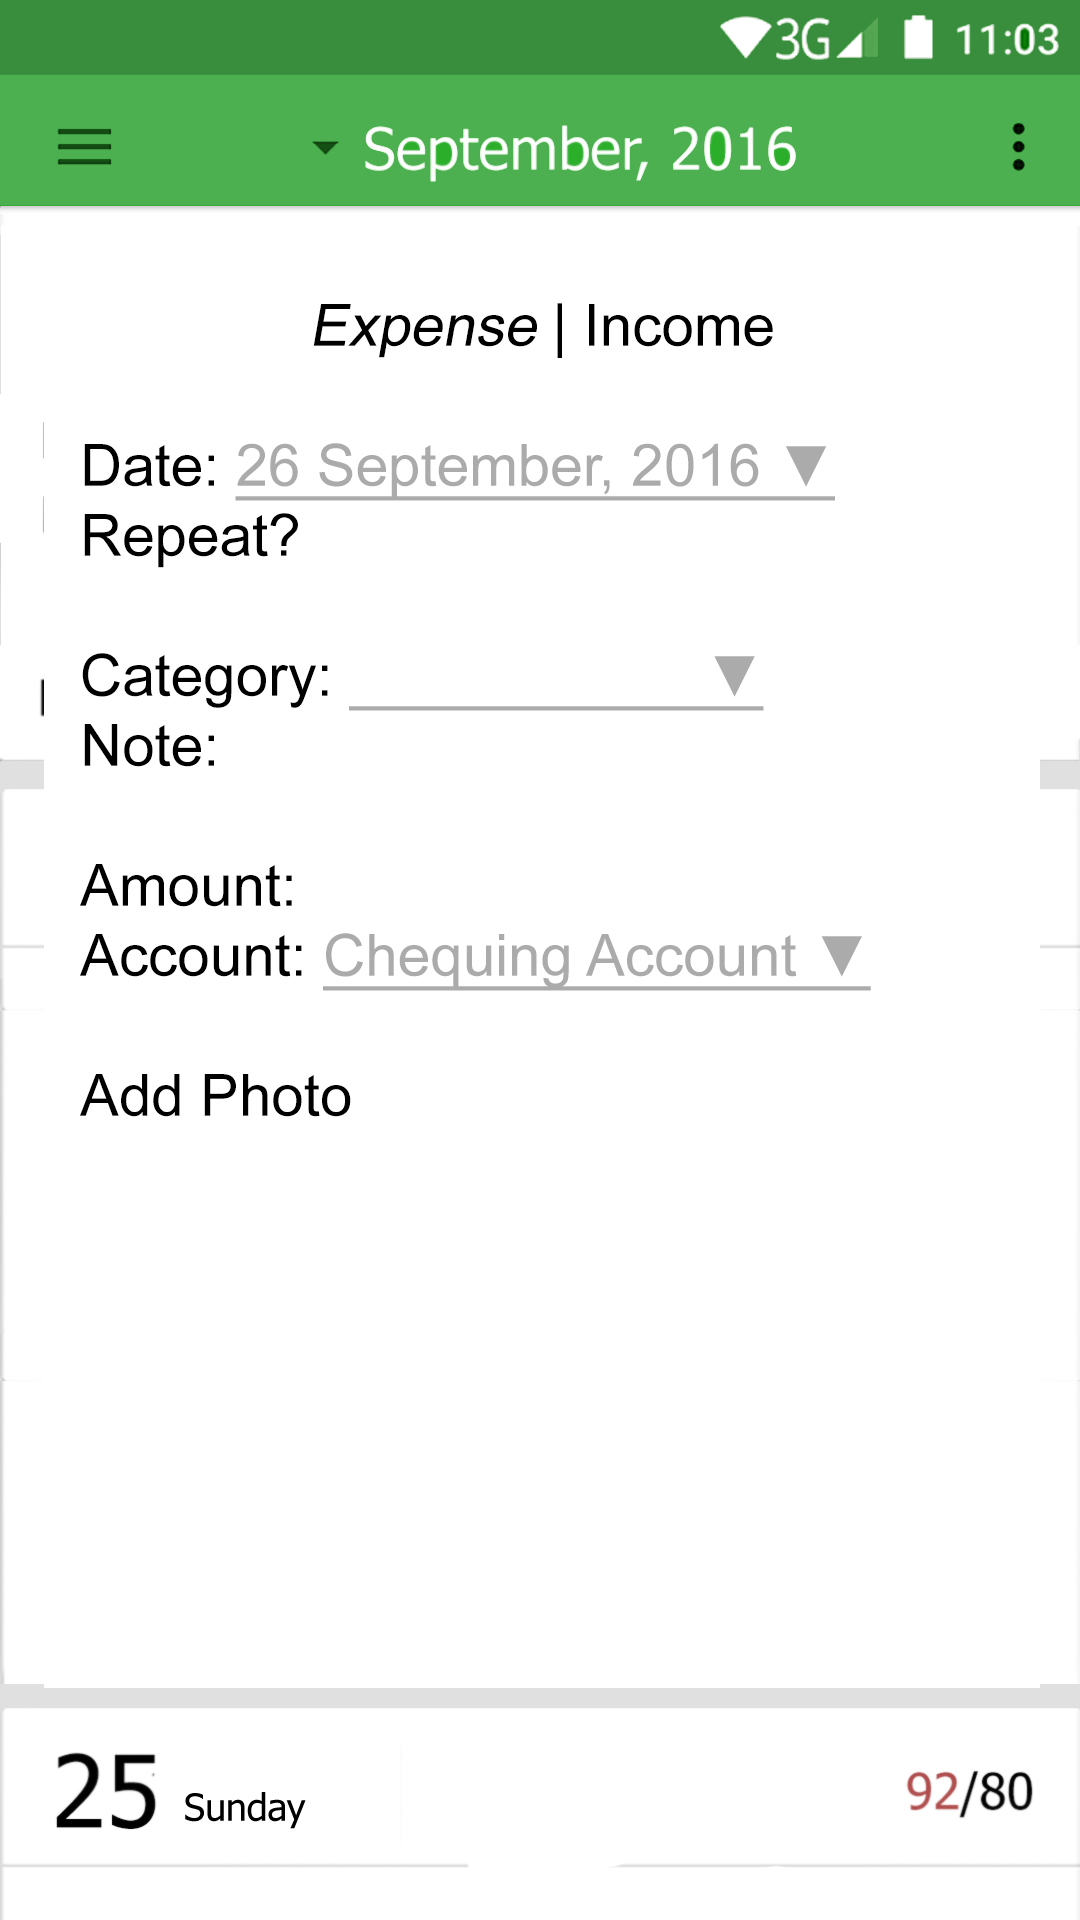 3G 11:03
September, 2016
Expense | Income
Date: 26 September, 2016 ▼
Repeat?
Category: ▼
Note:
Amount:
Account: Chequing Account ▼
Add Photo
25 Sunday 92/80